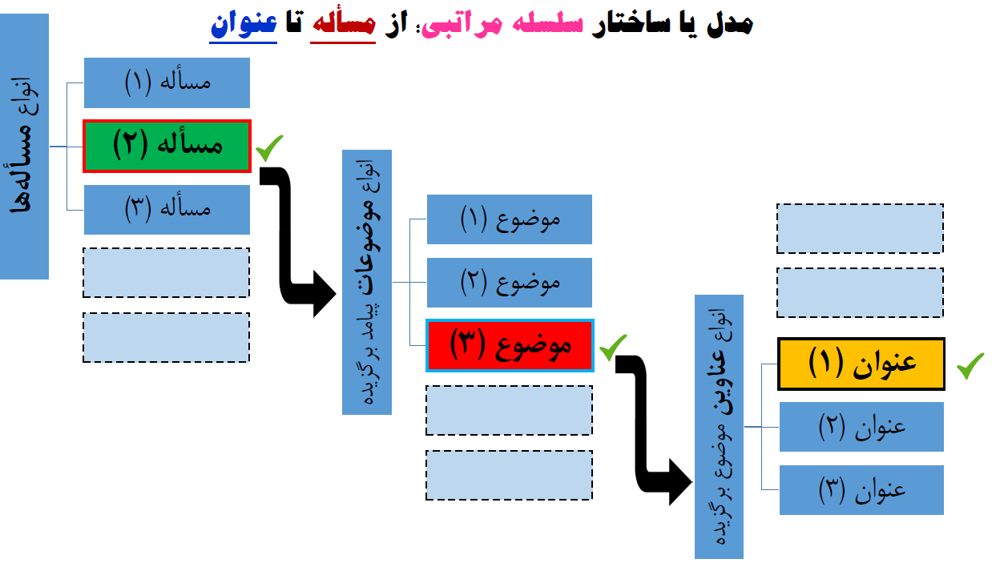 مدل یا ساختار سلسله مراتبی؛ از مسأله تا عنوان
انواع مسأله‌ها
مسأله (۱)
مسأله (۲)
مسأله (۳)
انواع موضوعات پیامد برگزیده
موضوع (۱)
موضوع (۲)
موضوع (۳)
انواع عناوین موضوع برگزیده
عنوان (۱)
عنوان (۲)
عنوان (۳)